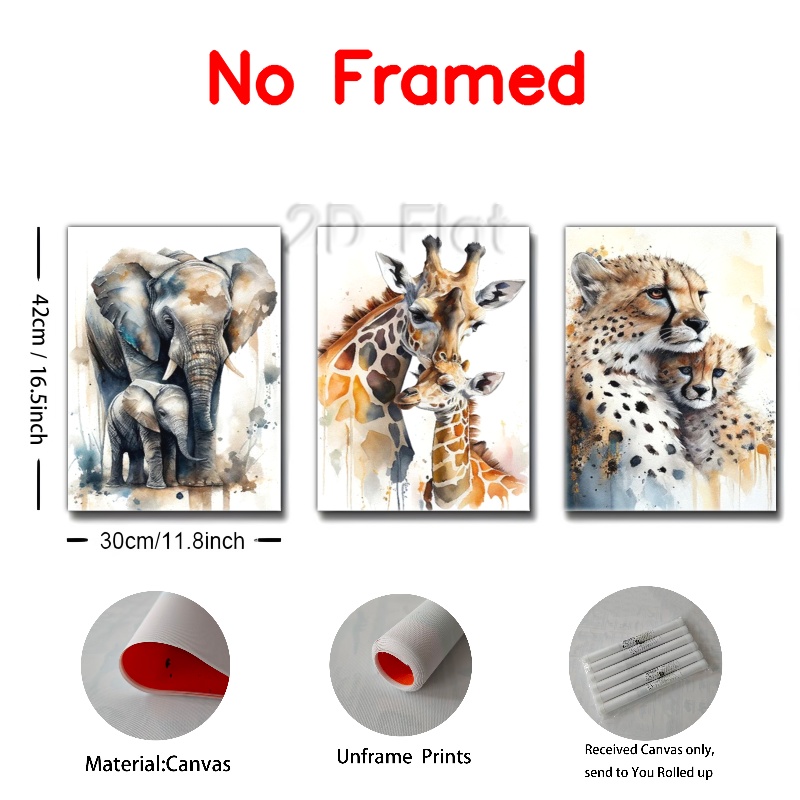 No Framed
2D Flat
42cm / 16.5inch
30cm/11.8inch
Material:Canvas
Unframe Prints
Received Canvas only,
send to You Rolled up